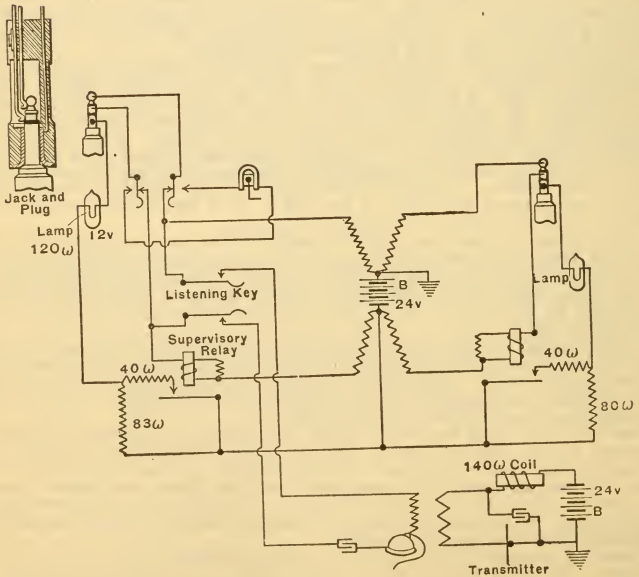 Jack and
Plug
Lamp
120ω
12v
Listening Key
Supervisory
Relay
40ω
83ω
B
24v
Lamp
40ω
80ω
140ω Coil
24v
B
Transmitter